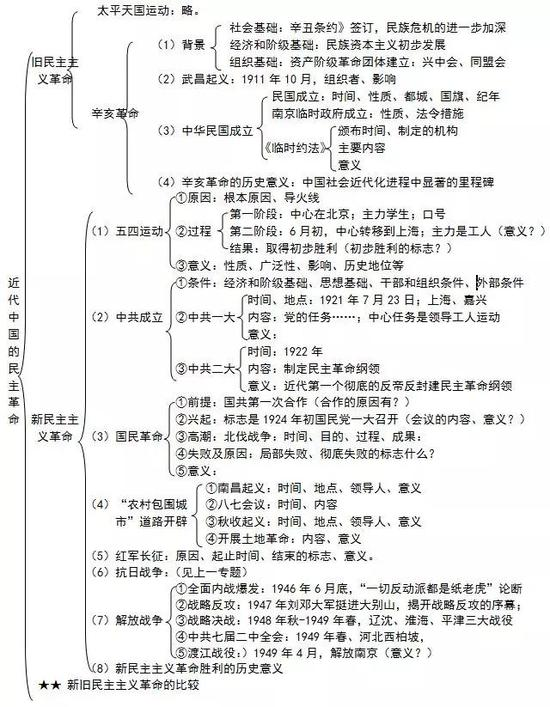 太平天国运动：略。
旧民主主义革命
辛亥革命
（1）背景
社会基础：辛丑条约》签订，民族危机的进一步加深
经济和阶级基础：民族资本主义初步发展
组织基础：资产阶级革命团体建立：兴中会、同盟会
（2）武昌起义：1911 年 10 月，组织者、影响
（3）中华民国成立
民国成立：时间、性质、都城、国旗、纪年
南京临时政府成立：性质、法令措施
《临时约法》
颁布时间、制定的机构
主要内容
意义
（4）辛亥革命的历史意义：中国社会近代化进程中显著的里程碑
近代中国的民主革命
新民主主义革命
（1）五四运动
①原因：根本原因、导火线
②过程
第一阶段：中心在北京；主力学生；口号
第二阶段：6 月初，中心转移到上海；主力是工人（意义？）
结果：取得初步胜利（初步胜利的标志？）
③意义：性质、广泛性、影响、历史地位等
（2）中共成立
①条件：经济和阶级基础、思想基础、干部和组织条件、外部条件
②中共一大
时间、地点：1921 年 7 月 23 日；上海、嘉兴
内容：党的任务……；中心任务是领导工人运动
意义：
③中共二大
时间：1922 年
内容：制定民主革命纲领
意义：近代第一个彻底的反帝反封建民主革命纲领
（3）国民革命
①前提：国共第一次合作（合作的原因有？）
②兴起：标志是 1924 年初国民党一大召开（会议的内容、意义？）
③高潮：北伐战争：时间、目的、过程、成果：
④失败及原因：局部失败、彻底失败的标志什么？
⑤意义：
（4）“农村包围城市”道路开辟
①南昌起义：时间、地点、领导人、意义
②八七会议：时间、内容
③秋收起义：时间、地点、领导人、意义
④开展土地革命：内容、意义
（5）红军长征：原因、起止时间、结束的标志、意义。
（6）抗日战争：（见上一专题）
（7）解放战争
①全面内战爆发：1946 年 6 月底，“一切反动派都是纸老虎”论断
②战略反攻：1947 年刘邓大军挺进大别山，揭开战略反攻的序幕；
③战略决战：1948 年秋-1949 年春，辽沈、淮海、平津三大战役
④中共七届二中全会：1949 年春、河北西柏坡，
⑤渡江战役：）1949 年 4 月，解放南京（意义？）
（8）新民主主义革命胜利的历史意义
★★ 新旧民主主义革命的比较